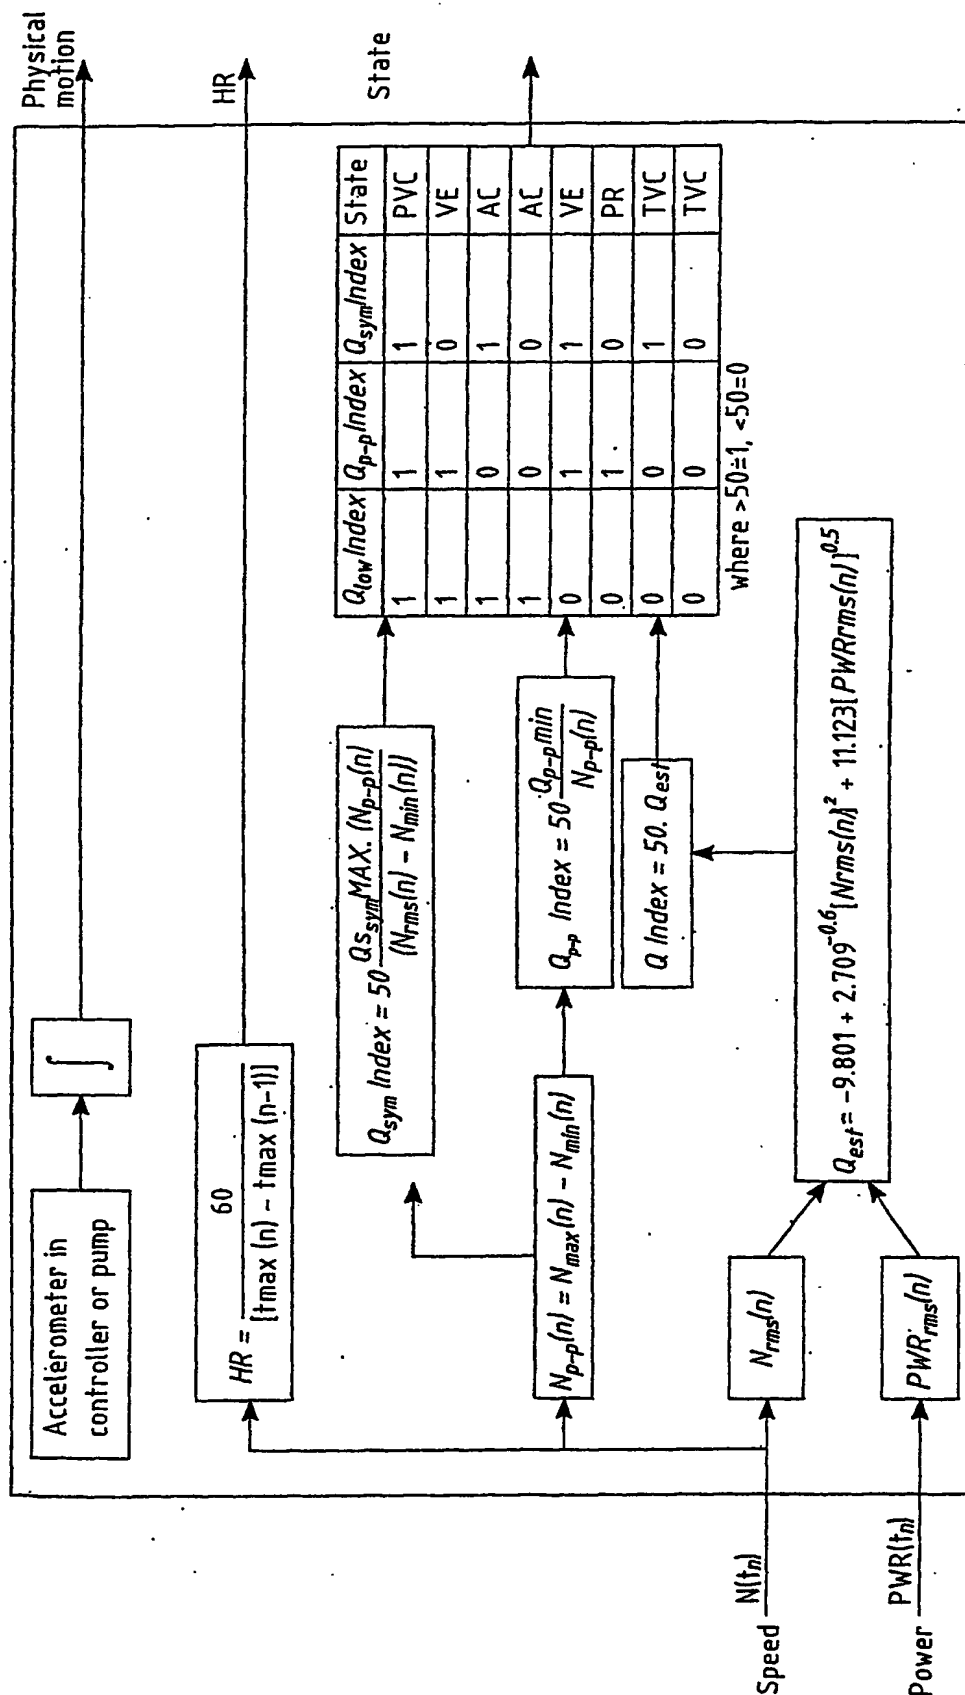 Physical
motion
HR
State
Accelerometer in
controller or pump
∫
HR = 60 / [tmax (n) - tmax (n-1)]
Q_sym Index = 50 Qs_sym MAX. (N_p-p(n) / (N_rms(n) - N_min(n))
N_p-p(n) = N_max(n) - N_min(n)
Q_p-p Index = 50 Q_p-p min / N_p-p(n)
Q Index = 50. Q_est
Q_low Index Q_p-p Index Q_sym Index State
1 1 1 PVC
1 1 0 VE
1 0 1 AC
1 0 0 AC
0 1 1 VE
0 1 0 PR
0 0 1 TVC
0 0 0 TVC
where >50=1, <50=0
Speed N(t_n)
N_rms(n)
Power PWR(t_n)
PWR_rms(n)
Q_est = -9.801 + 2.709^-0.6 [Nrms(n)]^2 + 11.123[PWRrms(n)]^0.5